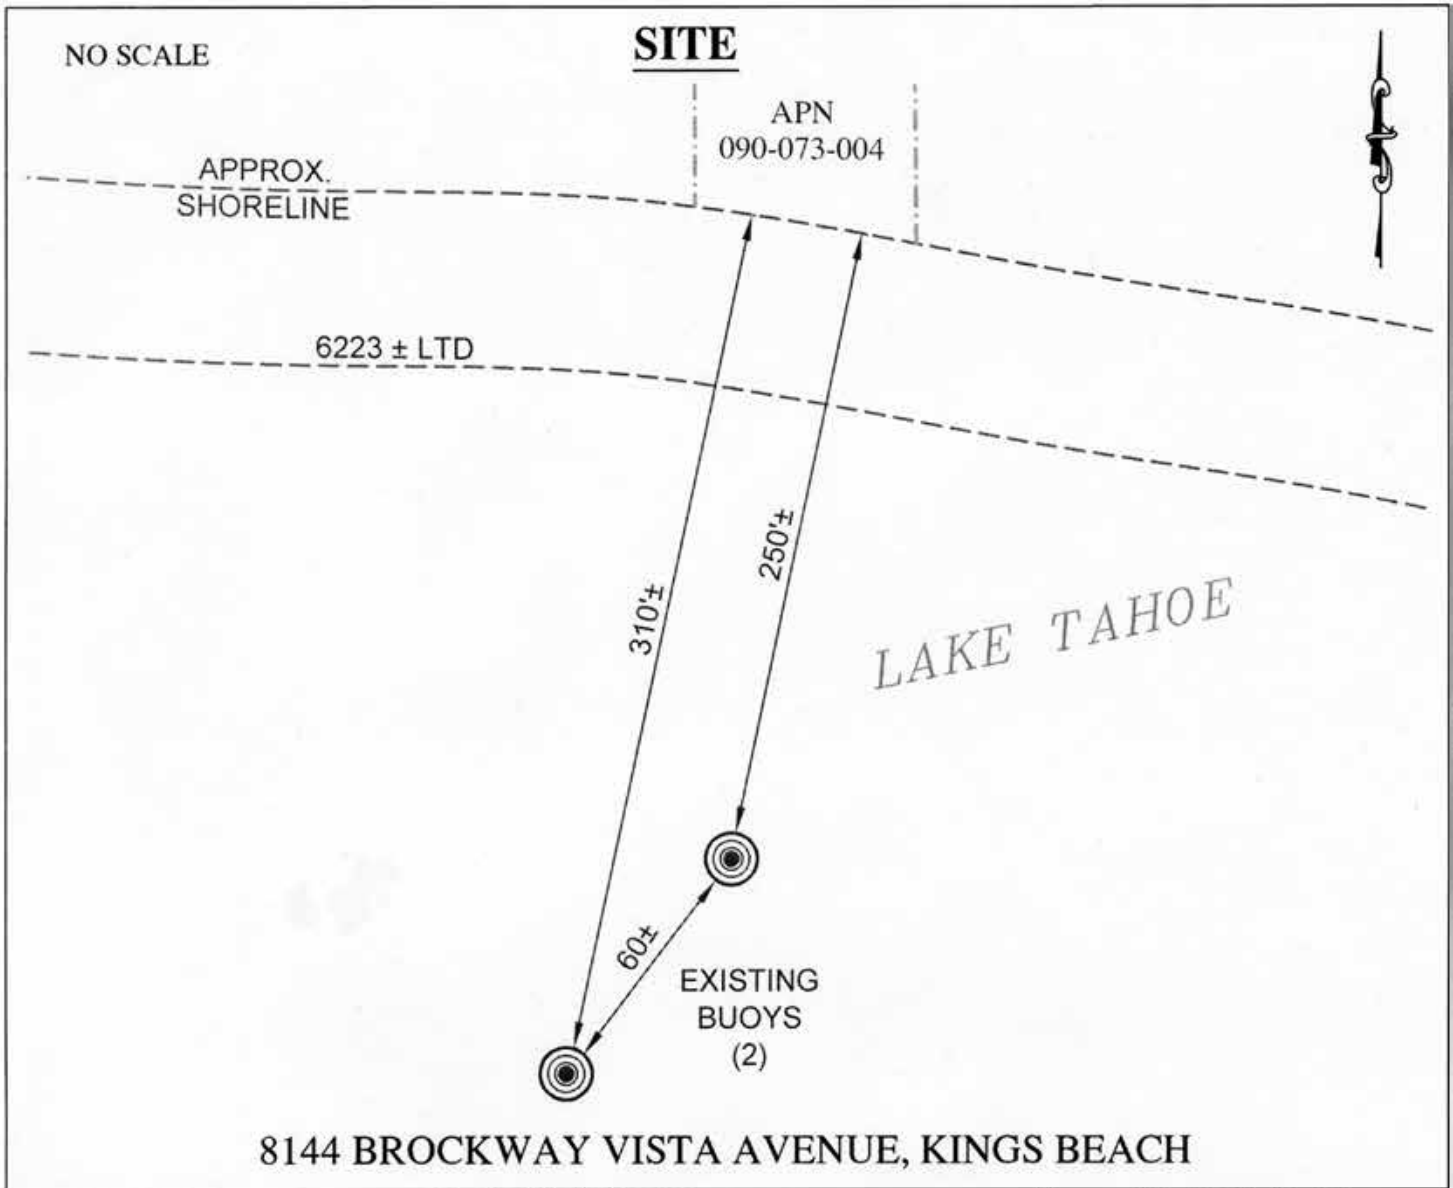 NO SCALE
SITE
APN
090-073-004
APPROX.
SHORELINE
6223 ± LTD
310'±
250'±
LAKE TAHOE
60±
EXISTING
BUOYS
(2)
8144 BROCKWAY VISTA AVENUE, KINGS BEACH